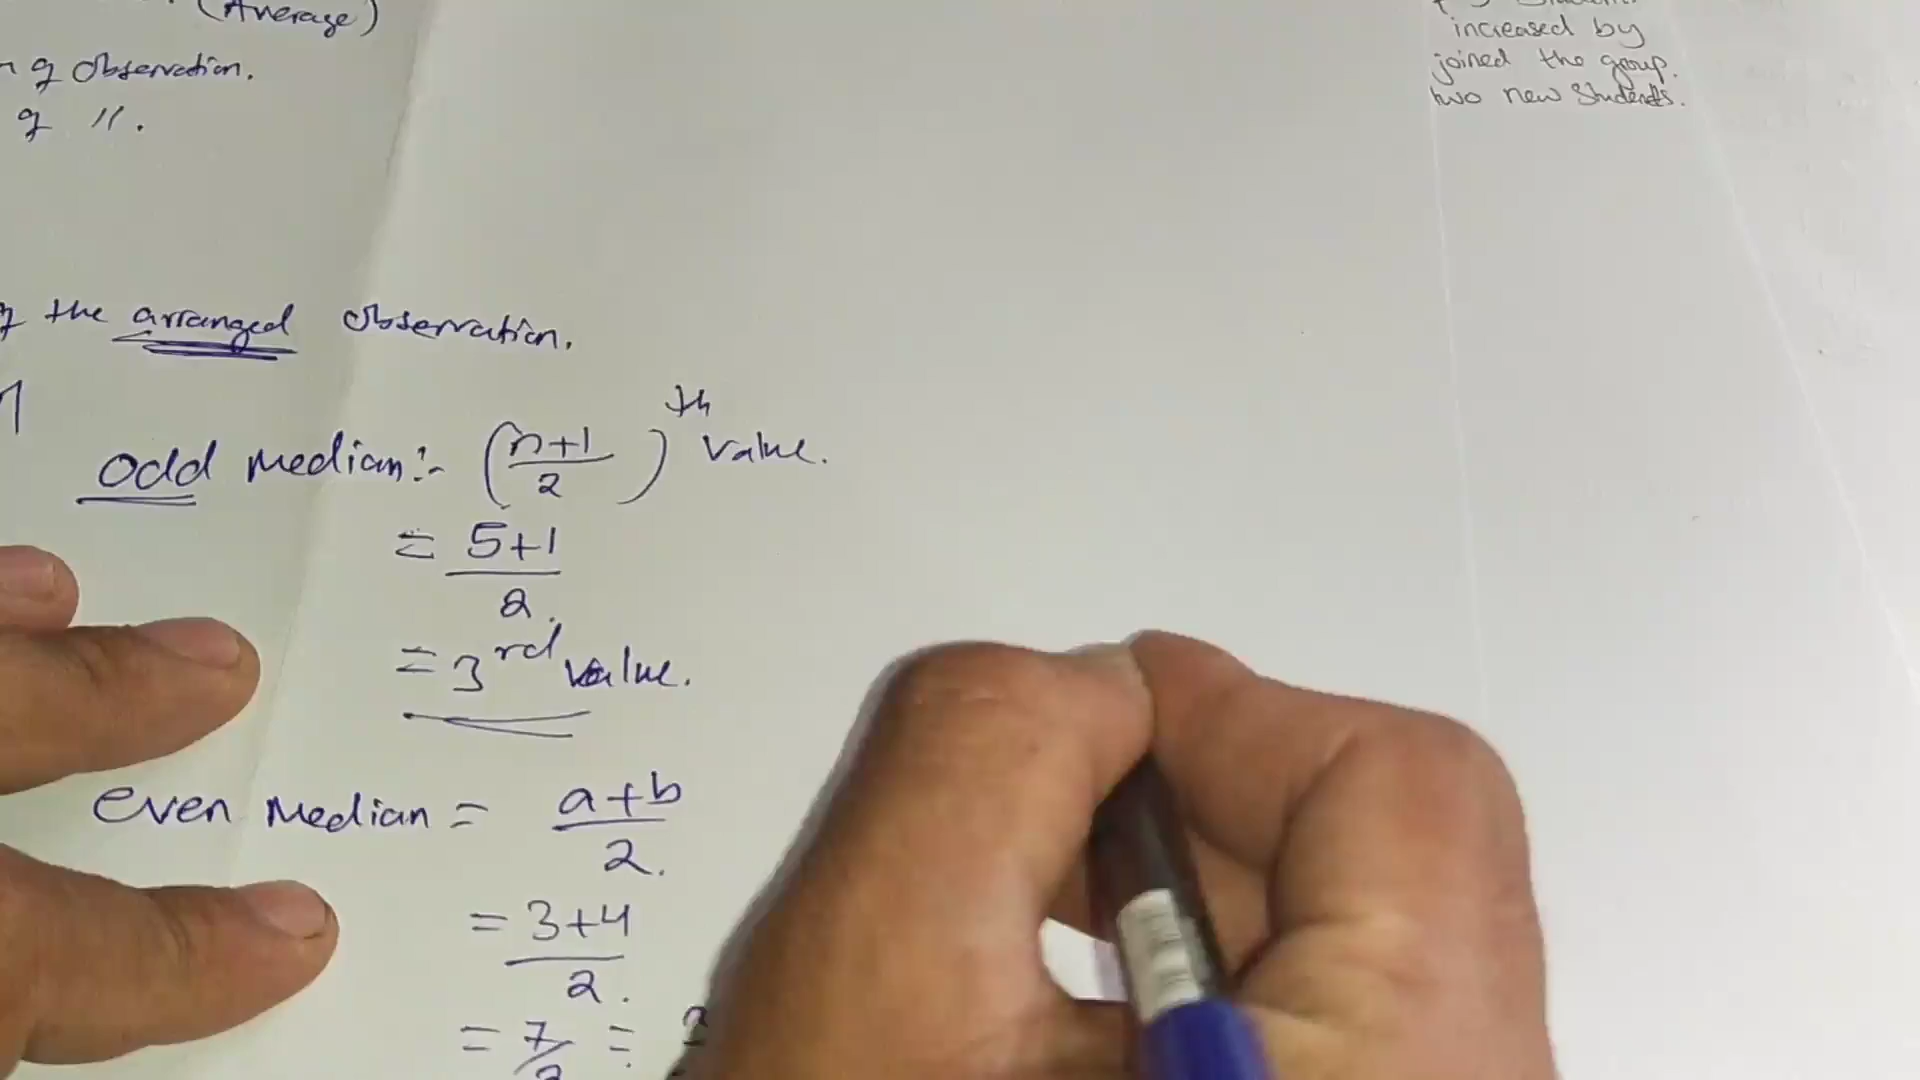 (Average)
of observation.
of 〃.
increased by
joined the group.
two new students.
the arranged observation.
odd Median:- (n+1/2)th value.
= 5+1
2.
= 3rd value.
even Median = a+b
2.
= 3+4
2.
= 7/2 =